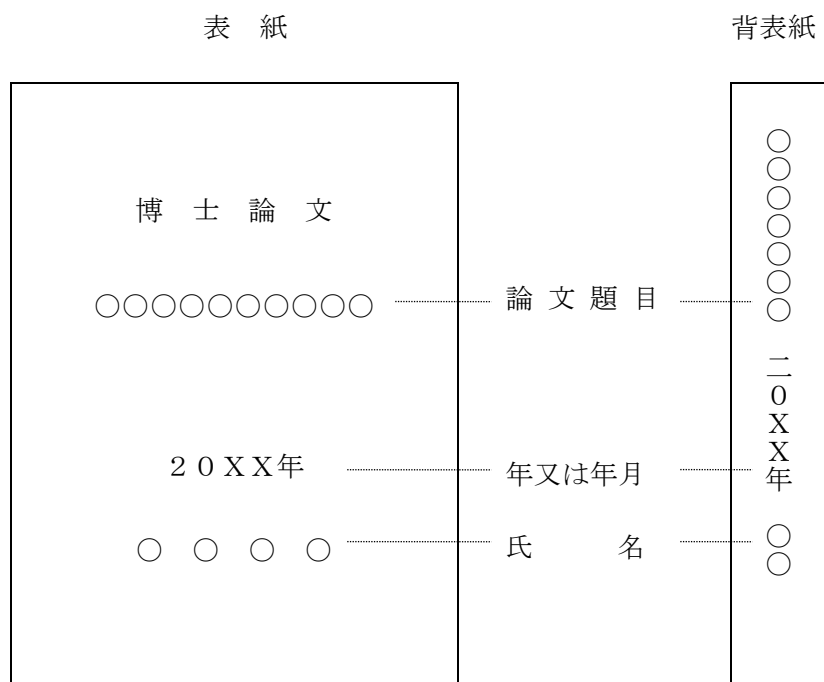 表 紙
背表紙
博 士 論 文
○○○○○○○○○○
論 文 題 目
○○○○○○○
２０ＸＸ年
年又は年月
二０ＸＸ年
○ ○ ○ ○
氏 名
○○